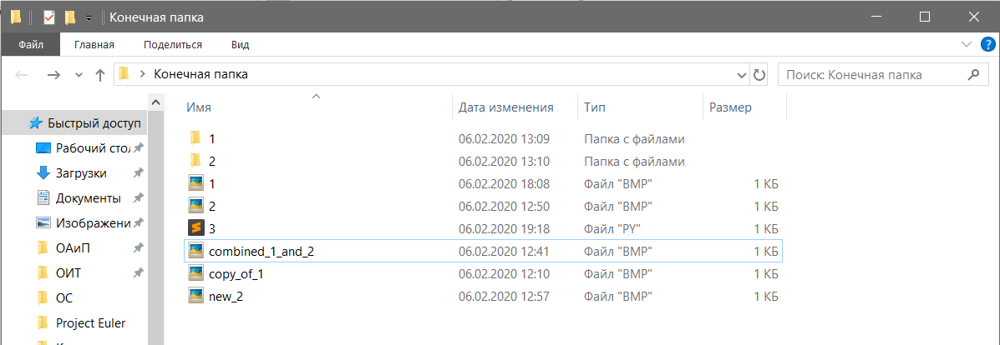 Конечная папка
Файл Главная Поделиться Вид
Конечная папка Поиск: Конечная папка
Имя Дата изменения Тип Размер
Быстрый доступ
Рабочий стол
Загрузки
Документы
Изображени
ОАиП
ОИТ
ОС
Project Euler
1 06.02.2020 13:09 Папка с файлами
2 06.02.2020 13:10 Папка с файлами
1 06.02.2020 18:08 Файл "BMP" 1 КБ
2 06.02.2020 12:50 Файл "BMP" 1 КБ
3 06.02.2020 19:18 Файл "PY" 1 КБ
combined_1_and_2 06.02.2020 12:41 Файл "BMP" 1 КБ
copy_of_1 06.02.2020 12:10 Файл "BMP" 1 КБ
new_2 06.02.2020 12:57 Файл "BMP" 1 КБ